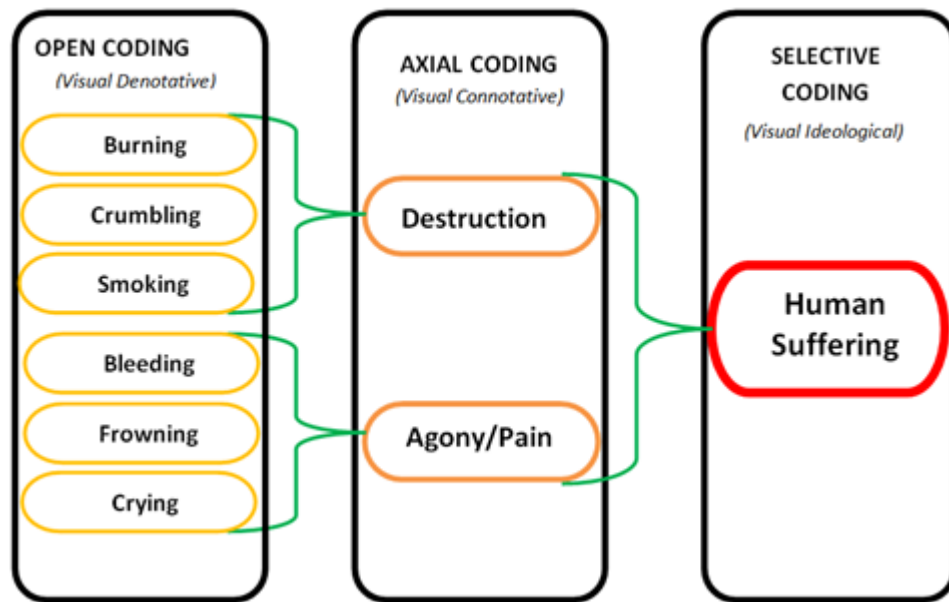 OPEN CODING
(Visual Denotative)
Burning
Crumbling
Smoking
Bleeding
Frowning
Crying
AXIAL CODING
(Visual Connotative)
Destruction
Agony/Pain
SELECTIVE
CODING
(Visual Ideological)
Human
Suffering